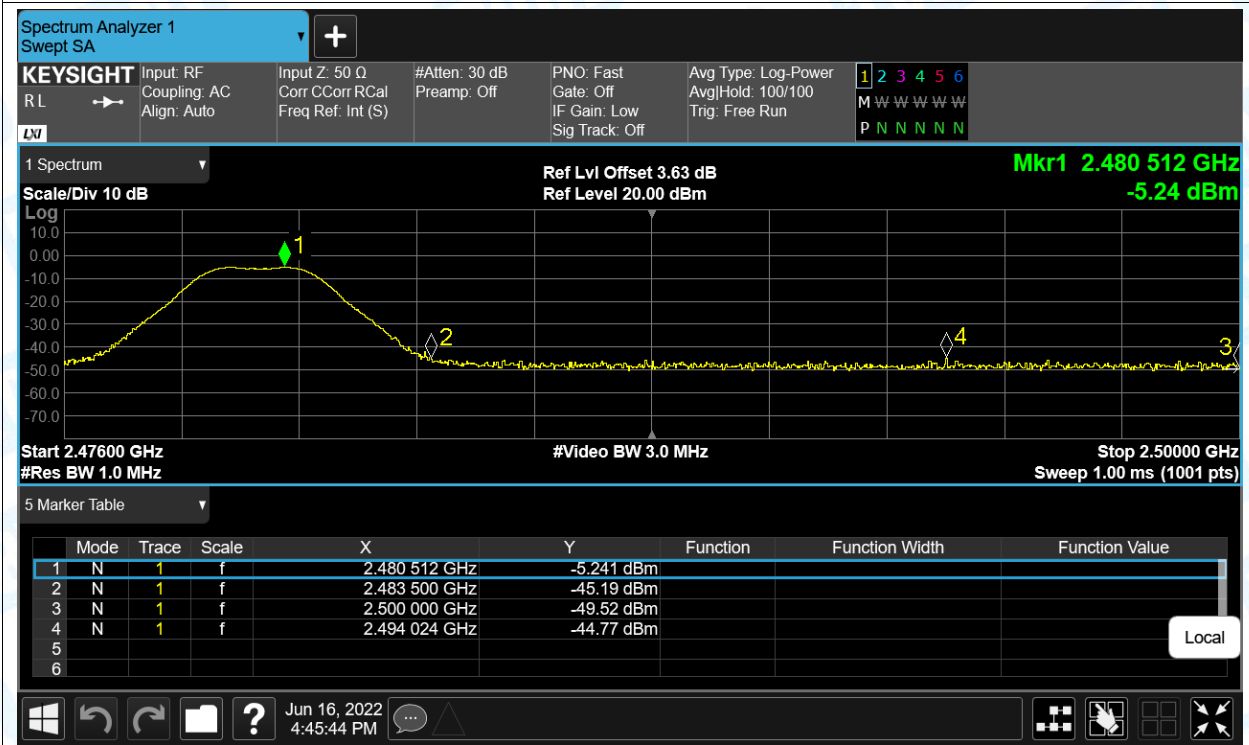 Spectrum Analyzer 1
Swept SA
+
KEYSIGHT
R L
LXI
Input: RF
Coupling: AC
Align: Auto
Input Z: 50 Ω
Corr CCorr RCal
Freq Ref: Int (S)
#Atten: 30 dB
Preamp: Off
PNO: Fast
Gate: Off
IF Gain: Low
Sig Track: Off
Avg Type: Log-Power
Avg|Hold: 100/100
Trig: Free Run
1 2 3 4 5 6
M W W W W W
P N N N N N
1 Spectrum
Scale/Div 10 dB
Ref Lvl Offset 3.63 dB
Ref Level 20.00 dBm
Mkr1 2.480 512 GHz
-5.24 dBm
Log
10.0
0.00
-10.0
-20.0
-30.0
-40.0
-50.0
-60.0
-70.0
1
2
4
3
Start 2.47600 GHz
#Video BW 3.0 MHz
Stop 2.50000 GHz
#Res BW 1.0 MHz
Sweep 1.00 ms (1001 pts)
5 Marker Table
Mode Trace Scale X Y Function Function Width Function Value
1 N 1 f 2.480 512 GHz -5.241 dBm
2 N 1 f 2.483 500 GHz -45.19 dBm
3 N 1 f 2.500 000 GHz -49.52 dBm
4 N 1 f 2.494 024 GHz -44.77 dBm
5
6
Local
?
Jun 16, 2022
4:45:44 PM